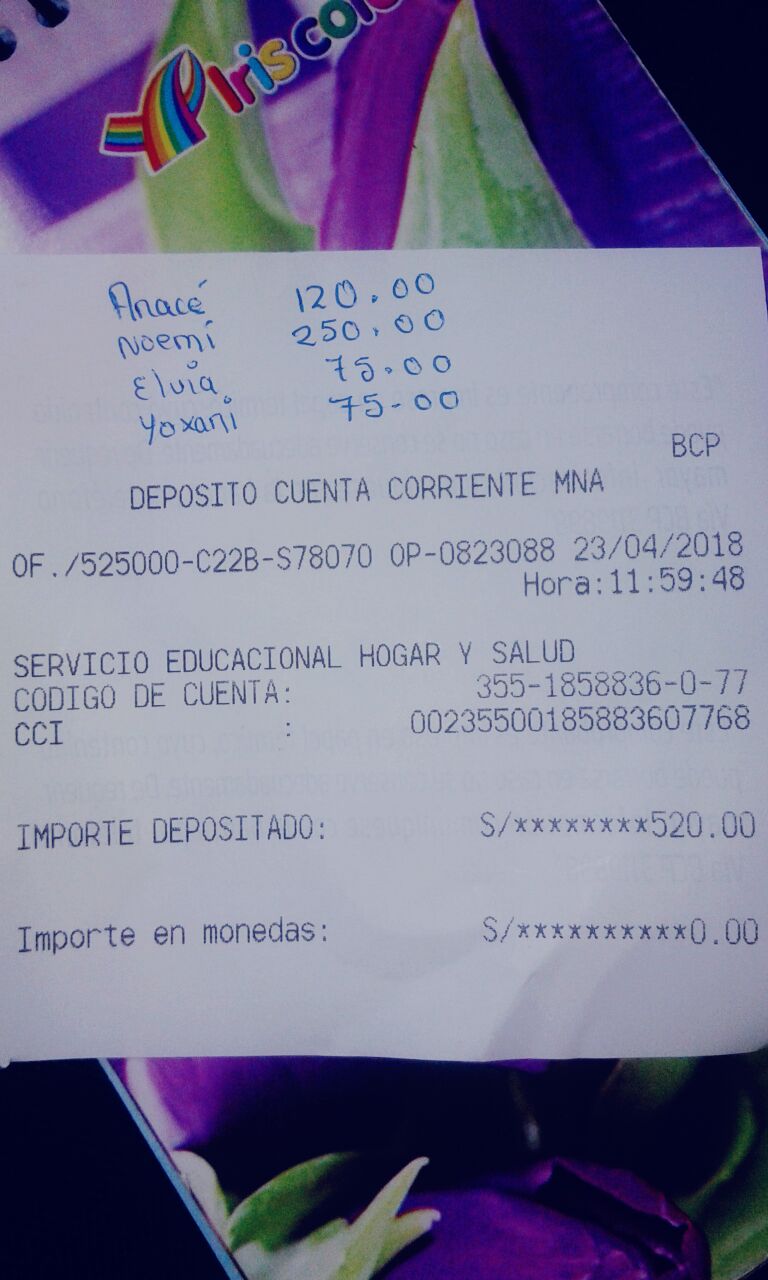 Iriscolo
Anacé 120.00
Noemí 250.00
Elvia 75.00
Yoxani 75.00
BCP
DEPOSITO CUENTA CORRIENTE MNA
OF./525000-C22B-S78070 OP-0823088 23/04/2018
Hora:11:59:48
SERVICIO EDUCACIONAL HOGAR Y SALUD
CODIGO DE CUENTA: 355-1858836-0-77
CCI : 00235500185883607768
IMPORTE DEPOSITADO: S/********520.00
Importe en monedas: S/**********0.00